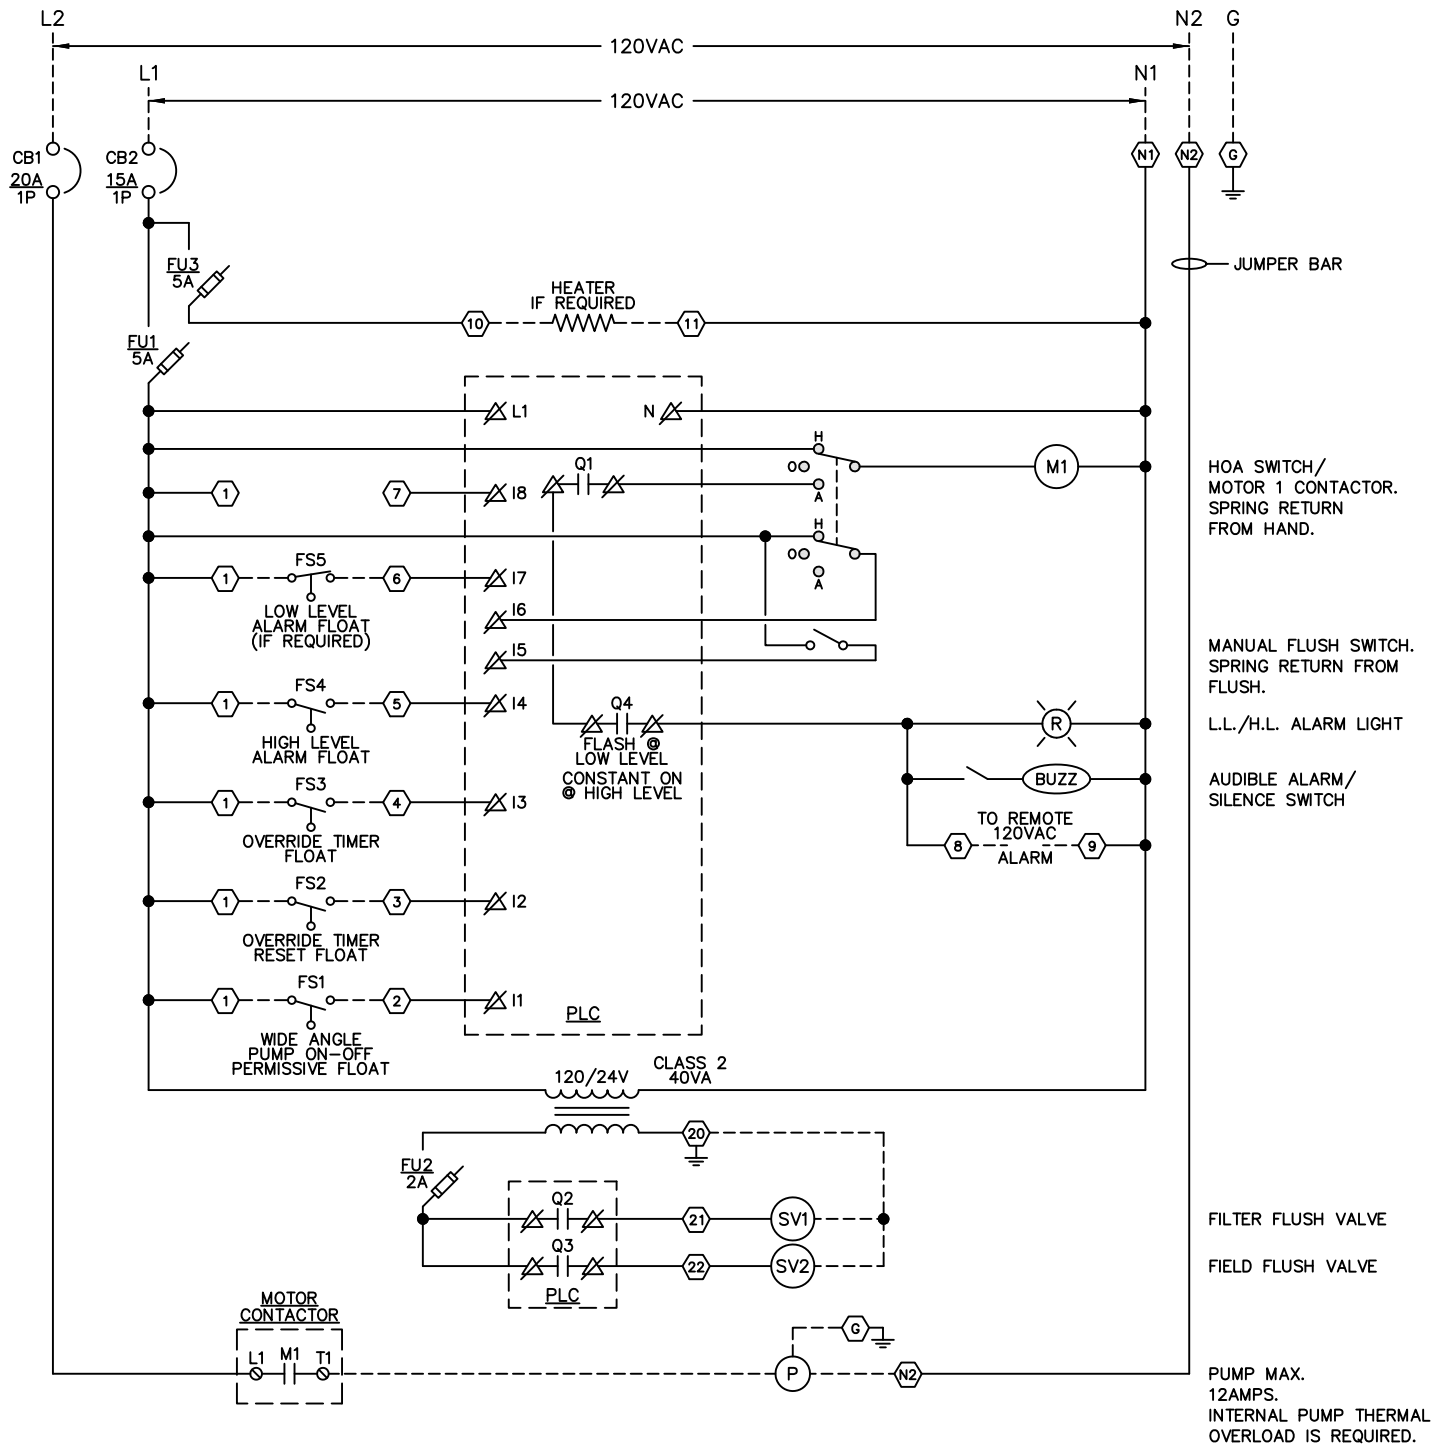 L2
N2
G
120VAC
L1
N1
120VAC
CB1
20A
1P
CB2
15A
1P
N1
N2
G
FU3
5A
JUMPER BAR
HEATER
IF REQUIRED
10
11
FU1
5A
L1
N
H
O
A
M1
HOA SWITCH/
MOTOR 1 CONTACTOR.
SPRING RETURN
FROM HAND.
Q1
1
7
I8
H
O
A
FS5
1
6
I7
LOW LEVEL
ALARM FLOAT
(IF REQUIRED)
I6
I5
MANUAL FLUSH SWITCH.
SPRING RETURN FROM
FLUSH.
FS4
1
5
I4
HIGH LEVEL
ALARM FLOAT
Q4
FLASH @
LOW LEVEL
CONSTANT ON
@ HIGH LEVEL
R
L.L./H.L. ALARM LIGHT
BUZZ
AUDIBLE ALARM/
SILENCE SWITCH
FS3
1
4
I3
OVERRIDE TIMER
FLOAT
TO REMOTE
120VAC
8
9
ALARM
FS2
1
3
I2
OVERRIDE TIMER
RESET FLOAT
FS1
1
2
I1
WIDE ANGLE
PUMP ON-OFF
PERMISSIVE FLOAT
PLC
120/24V
CLASS 2
40VA
20
FU2
2A
Q2
21
SV1
FILTER FLUSH VALVE
Q3
22
SV2
FIELD FLUSH VALVE
PLC
MOTOR
CONTACTOR
L1
M1
T1
G
P
N2
PUMP MAX.
12AMPS.
INTERNAL PUMP THERMAL
OVERLOAD IS REQUIRED.